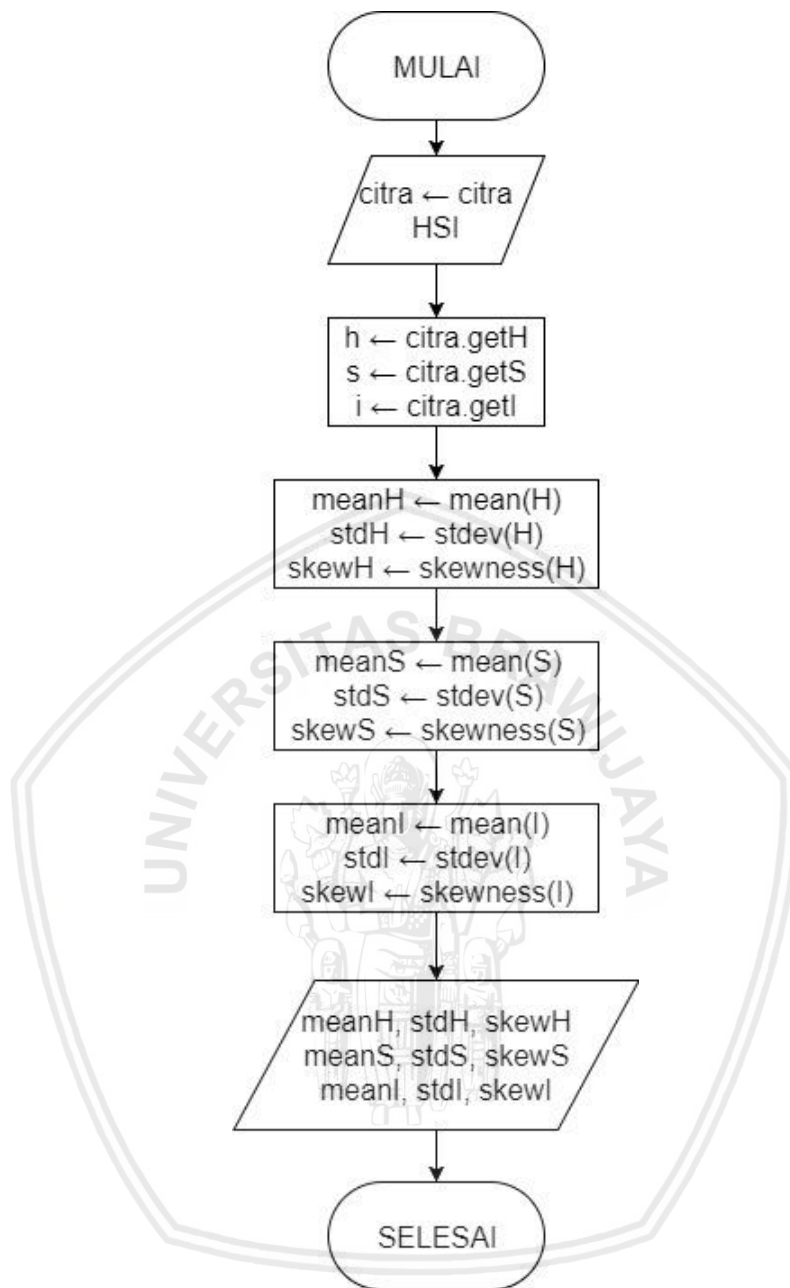 MULAI
citra ← citra
HSI
h ← citra.getH
s ← citra.getS
i ← citra.getI
meanH ← mean(H)
stdH ← stdev(H)
skewH ← skewness(H)
UNIVERSITAS BRAWIJAYA
meanS ← mean(S)
stdS ← stdev(S)
skewS ← skewness(S)
meanI ← mean(I)
stdI ← stdev(I)
skewI ← skewness(I)
meanH, stdH, skewH
meanS, stdS, skewS
meanI, stdI, skewI
SELESAI